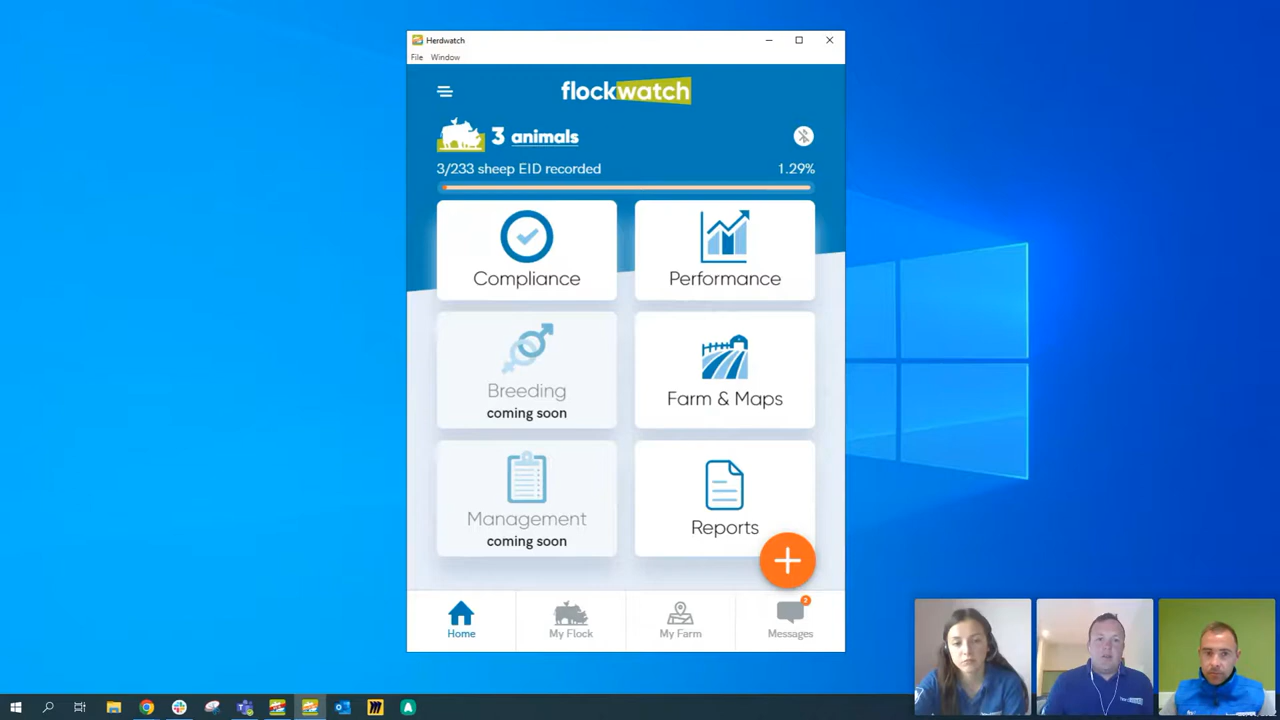 Herdwatch
File Window
flockwatch
3 animals
3/233 sheep EID recorded 1.29%
Compliance
Performance
Breeding
coming soon
Farm & Maps
Management
coming soon
Reports
Home
My Flock
My Farm
2
Messages